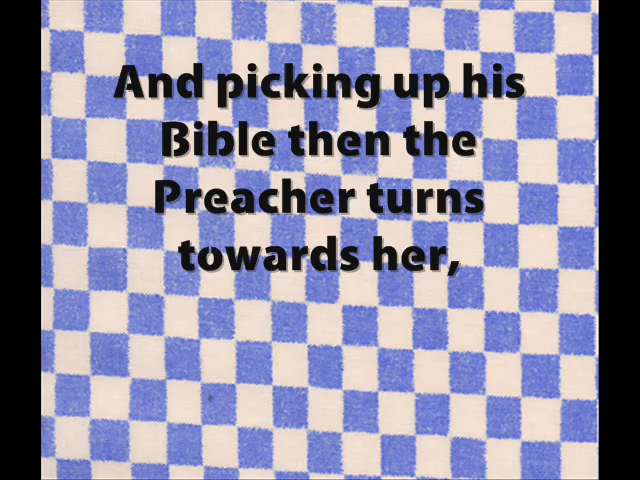 And picking up his
Bible then the
Preacher turns
towards her,